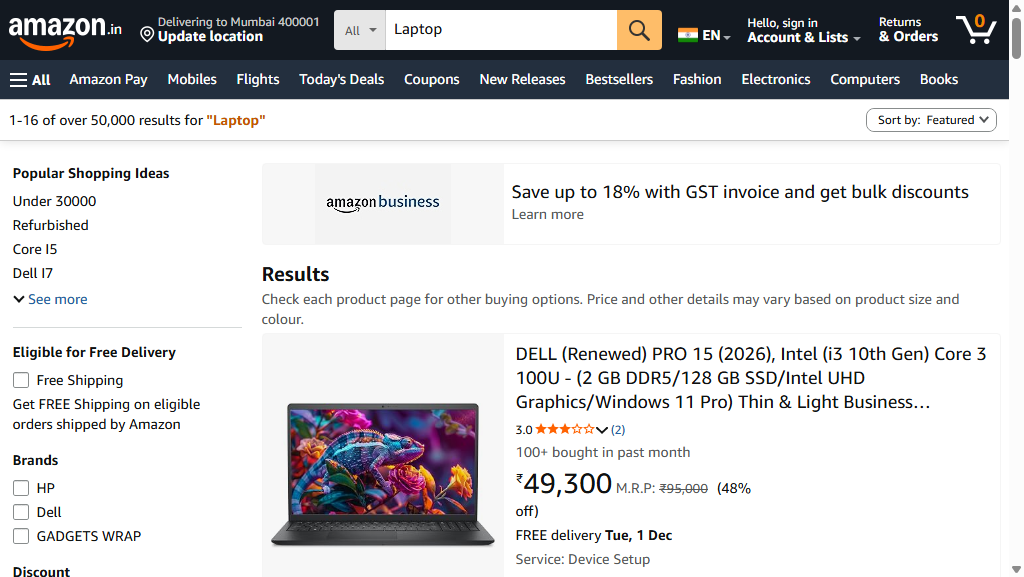 amazon.in
Delivering to Mumbai 400001
Update location
All
Laptop
EN
Hello, sign in
Account & Lists
Returns
& Orders
0
All
Amazon Pay
Mobiles
Flights
Today's Deals
Coupons
New Releases
Bestsellers
Fashion
Electronics
Computers
Books
1-16 of over 50,000 results for "Laptop"
Sort by: Featured
Popular Shopping Ideas
Under 30000
Refurbished
Core I5
Dell I7
See more
Eligible for Free Delivery
Free Shipping
Get FREE Shipping on eligible
orders shipped by Amazon
Brands
HP
Dell
GADGETS WRAP
Discount
amazon business
Save up to 18% with GST invoice and get bulk discounts
Learn more
Results
Check each product page for other buying options. Price and other details may vary based on product size and
colour.
DELL (Renewed) PRO 15 (2026), Intel (i3 10th Gen) Core 3
100U - (2 GB DDR5/128 GB SSD/Intel UHD
Graphics/Windows 11 Pro) Thin & Light Business…
3.0 (2)
100+ bought in past month
₹49,300 M.R.P: ₹95,000 (48%
off)
FREE delivery Tue, 1 Dec
Service: Device Setup